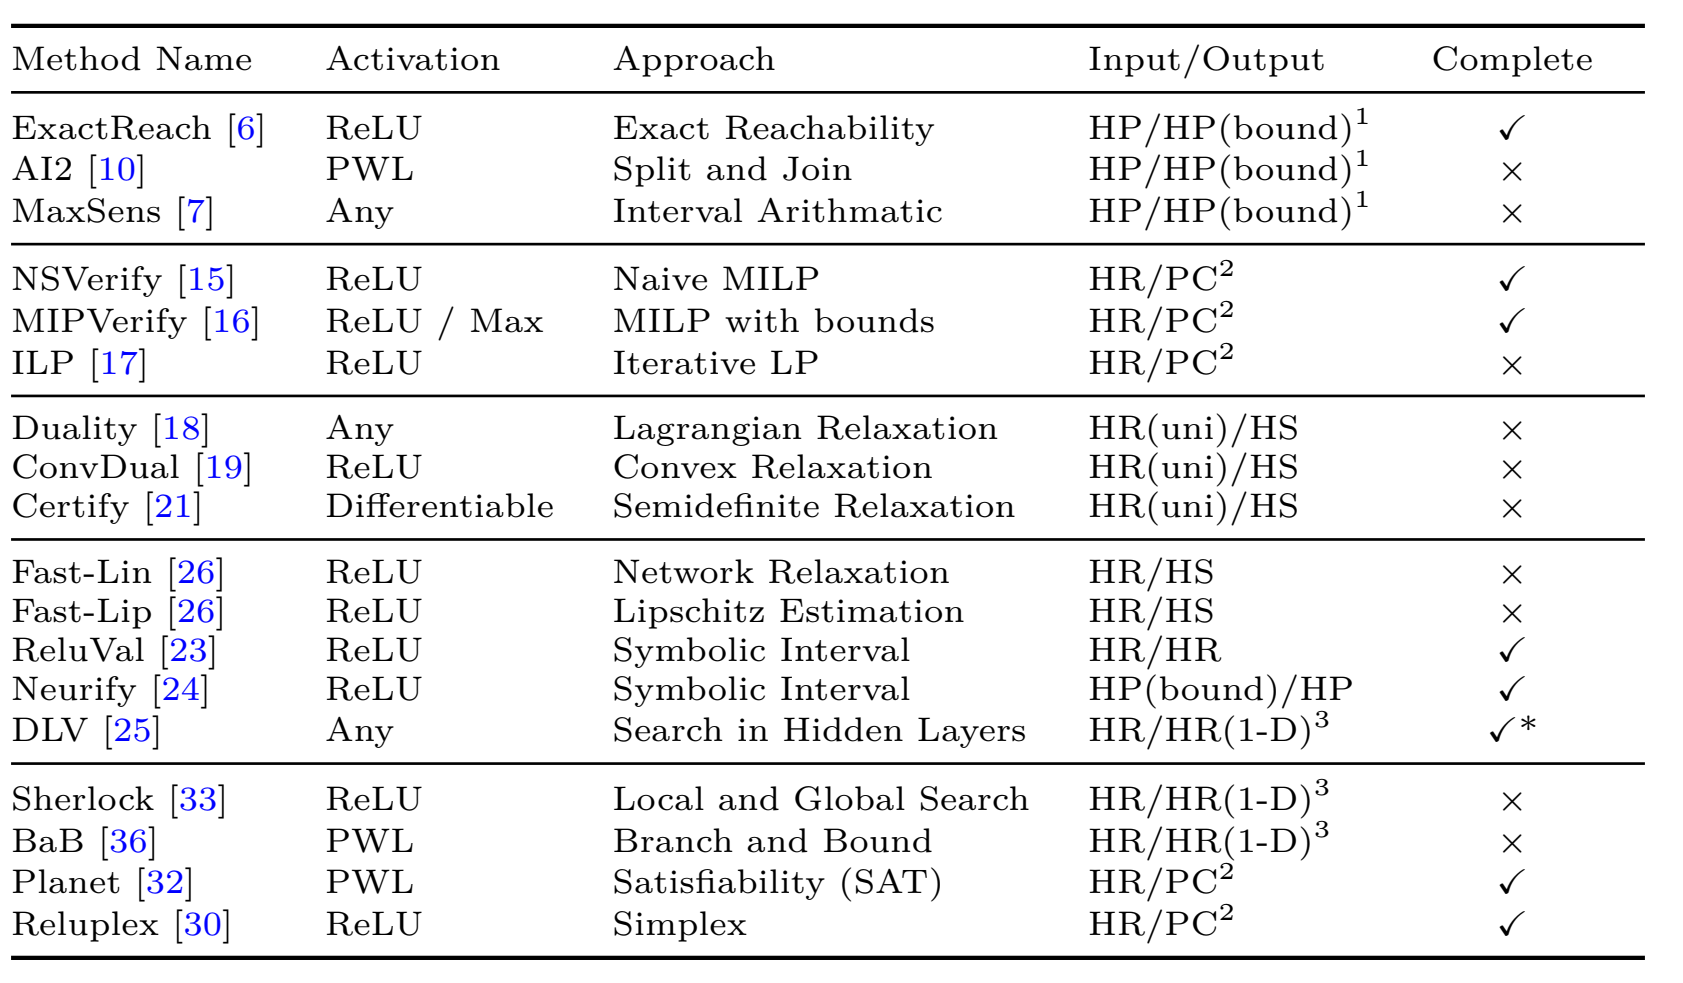 Method Name Activation Approach Input/Output Complete
ExactReach [6] ReLU Exact Reachability HP/HP(bound)¹ ✓
AI2 [10] PWL Split and Join HP/HP(bound)¹ ×
MaxSens [7] Any Interval Arithmatic HP/HP(bound)¹ ×
NSVerify [15] ReLU Naive MILP HR/PC² ✓
MIPVerify [16] ReLU / Max MILP with bounds HR/PC² ✓
ILP [17] ReLU Iterative LP HR/PC² ×
Duality [18] Any Lagrangian Relaxation HR(uni)/HS ×
ConvDual [19] ReLU Convex Relaxation HR(uni)/HS ×
Certify [21] Differentiable Semidefinite Relaxation HR(uni)/HS ×
Fast-Lin [26] ReLU Network Relaxation HR/HS ×
Fast-Lip [26] ReLU Lipschitz Estimation HR/HS ×
ReluVal [23] ReLU Symbolic Interval HR/HR ✓
Neurify [24] ReLU Symbolic Interval HP(bound)/HP ✓
DLV [25] Any Search in Hidden Layers HR/HR(1-D)³ ✓*
Sherlock [33] ReLU Local and Global Search HR/HR(1-D)³ ×
BaB [36] PWL Branch and Bound HR/HR(1-D)³ ×
Planet [32] PWL Satisfiability (SAT) HR/PC² ✓
Reluplex [30] ReLU Simplex HR/PC² ✓